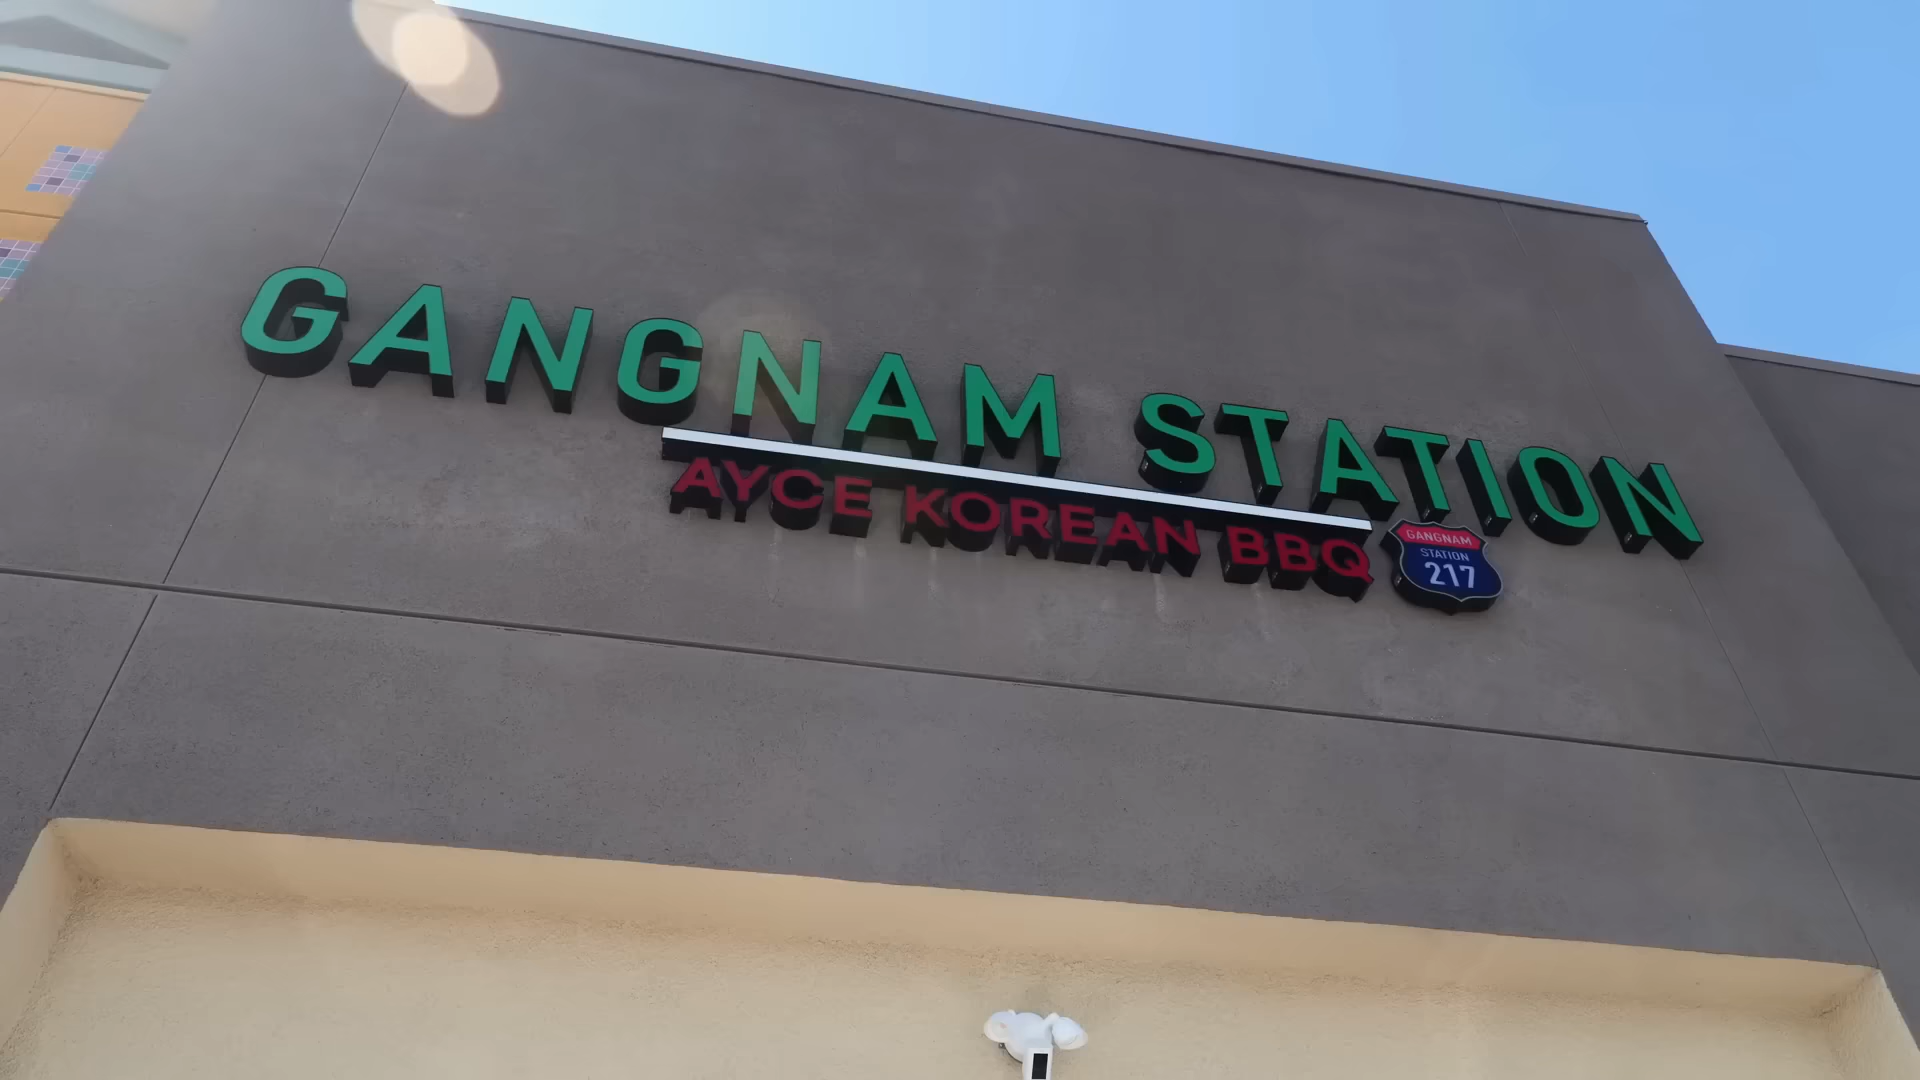 GANGNAM STATION
AYCE KOREAN BBQ
GANGNAM
STATION
217